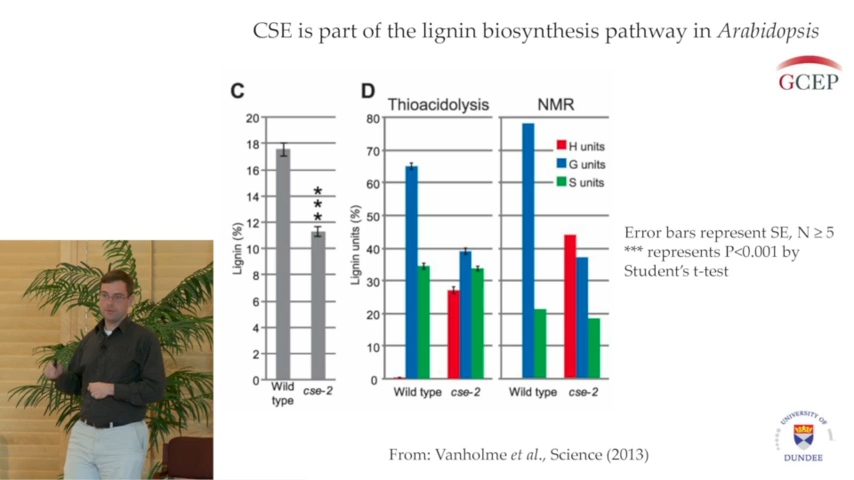 CSE is part of the lignin biosynthesis pathway in Arabidopsis
GCEP
C
D
Thioacidolysis
NMR
20
18
16
14
12
10
8
6
4
2
0
Lignin (%)
***
Wild type
cse-2
80
70
60
50
40
30
20
10
0
Lignin units (%)
H units
G units
S units
Wild type
cse-2
Wild type
cse-2
Error bars represent SE, N ≥ 5
*** represents P<0.001 by
Student's t-test
From: Vanholme et al., Science (2013)
UNIVERSITY OF
DUNDEE